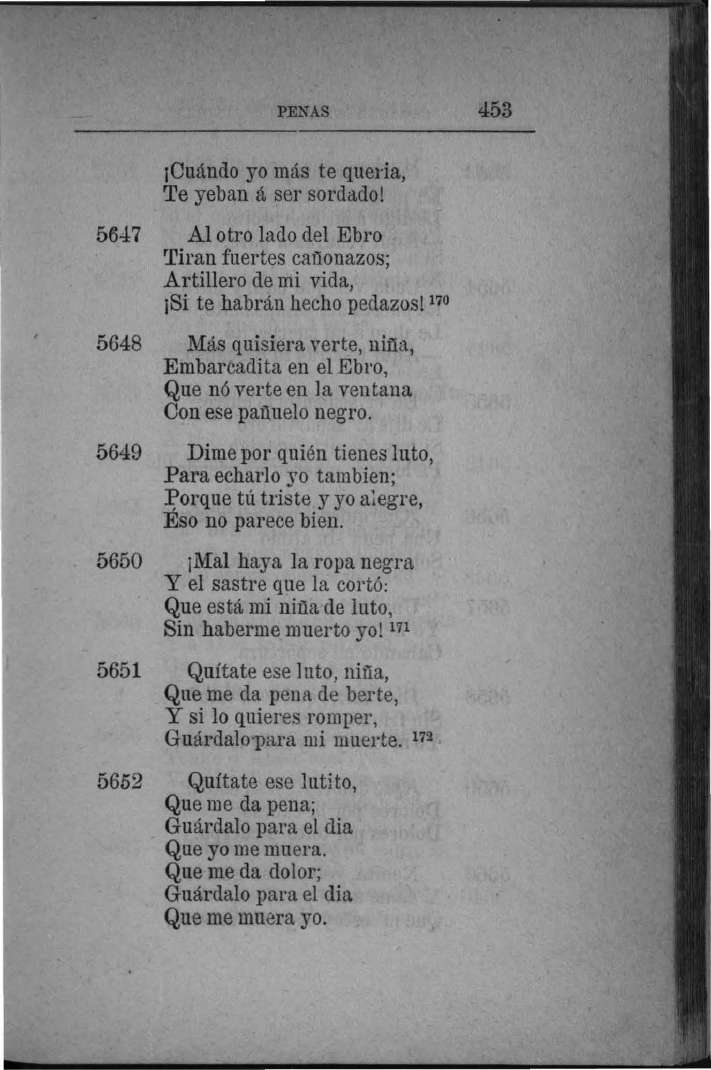 PENAS 453
¡Cuándo yo más te queria,
Te yeban á ser sordado!
5647 Al otro lado del Ebro
Tiran fuertes cañonazos;
Artillero de mi vida,
¡Si te habrán hecho pedazos! 170
5648 Más quisiera verte, niña,
Embarcadita en el Ebro,
Que nó verte en la ventana
Con ese pañuelo negro.
5649 Dime por quién tienes luto,
Para echarlo yo tambien;
Porque tú triste y yo alegre,
Éso no parece bien.
5650 ¡Mal haya la ropa negra
Y el sastre que la cortó:
Que está mi niña de luto,
Sin haberme muerto yo! 171
5651 Quítate ese luto, niña,
Que me da pena de berte,
Y si lo quieres romper,
Guárdalo para mi muerte. 172
5652 Quítate ese lutito,
Que me da pena;
Guárdalo para el dia
Que yo me muera.
Que me da dolor;
Guárdalo para el dia
Que me muera yo.